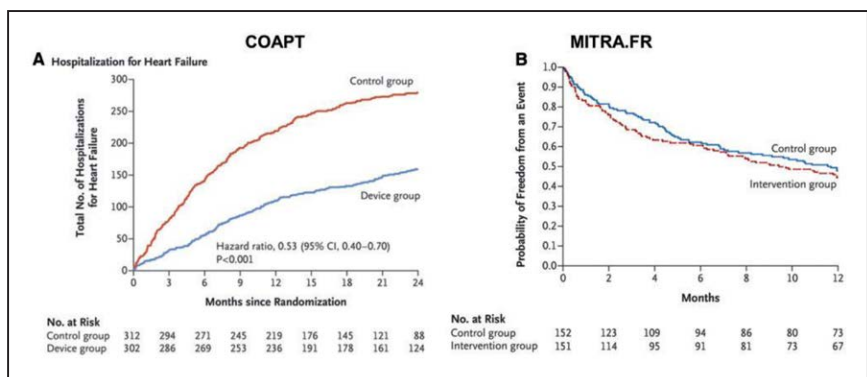 COAPT
A Hospitalization for Heart Failure
Total No. of Hospitalizations
for Heart Failure
300
250
200
150
100
50
0
Control group
Device group
Hazard ratio, 0.53 (95% CI, 0.40–0.70)
P<0.001
0 3 6 9 12 15 18 21 24
Months since Randomization
No. at Risk
Control group 312 294 271 245 219 176 145 121 88
Device group 302 286 269 253 236 191 178 161 124
MITRA.FR
B
Probability of Freedom from an Event
1.0
0.9
0.8
0.7
0.6
0.5
0.4
0.3
0.2
0.1
0.0
Control group
Intervention group
0 2 4 6 8 10 12
Months
No. at Risk
Control group 152 123 109 94 86 80 73
Intervention group 151 114 95 91 81 73 67